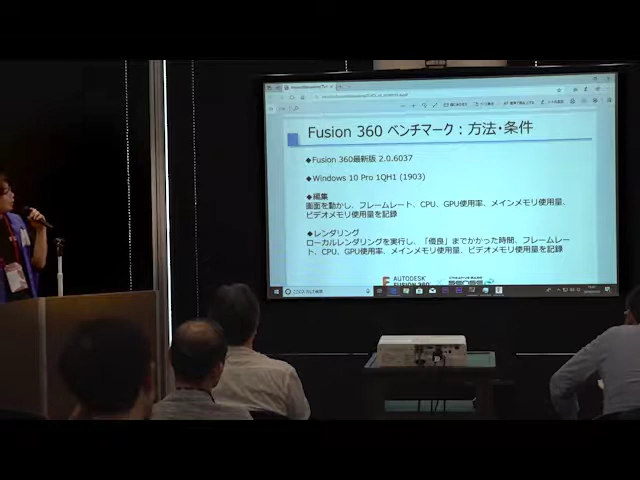 Fusion 360 ベンチマーク：方法・条件
◆Fusion 360最新版 2.0.6037
◆Windows 10 Pro 1QH1 (1903)
◆編集
画面を動かし、フレームレート、CPU、GPU使用率、メインメモリ使用量、
ビデオメモリ使用量を記録
◆レンダリング
ローカルレンダリングを実行し、「優良」までかかった時間、フレームレー
ト、CPU、GPU使用率、メインメモリ使用量、ビデオメモリ使用量を記録
AUTODESK
FUSION 360